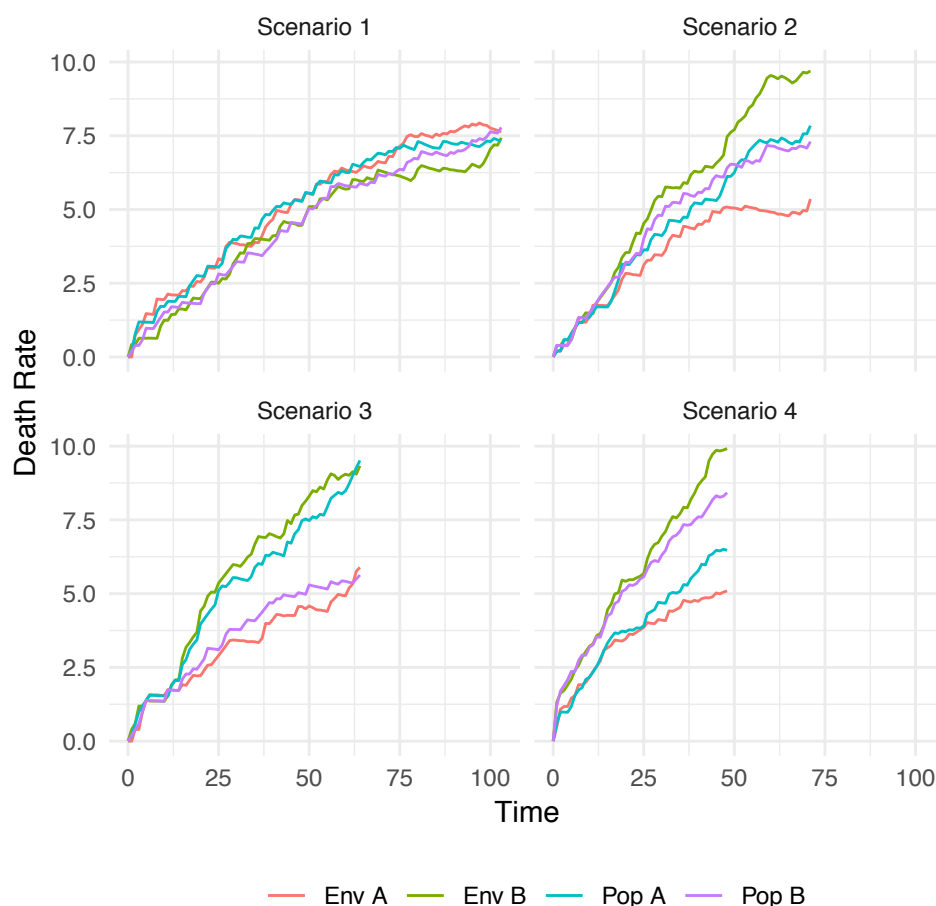 Scenario 1
Scenario 2
10.0
7.5
5.0
2.5
0.0
Scenario 3
Scenario 4
10.0
7.5
5.0
2.5
0.0
0 25 50 75 100
0 25 50 75 100
Death Rate
Time
Env A Env B Pop A Pop B